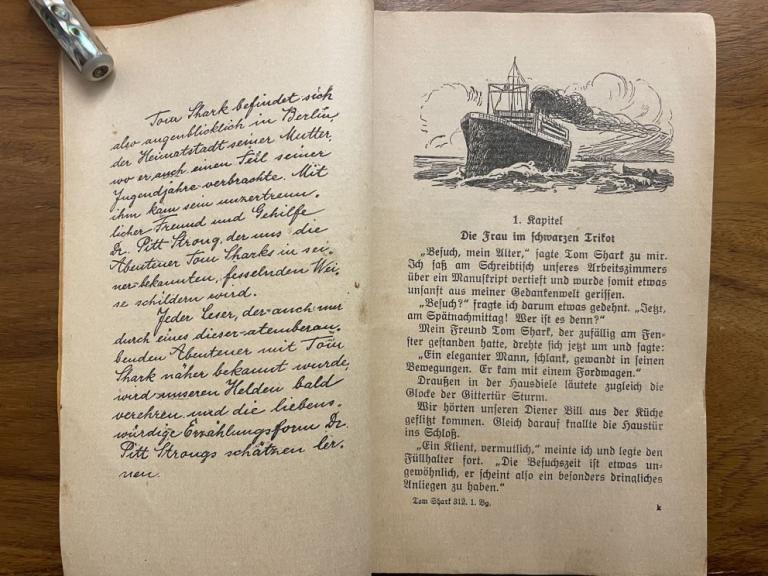 Tom Shark befindet sich
also augenblicklich in Berlin,
der Heimatstadt seiner Mutter,
wo er auch einen Teil seiner
Jugendjahre verbrachte. Mit
ihm kam sein unzertrenn-
licher Freund und Gehilfe
Dr. Pitt Strong, der uns die
Abenteuer Tom Sharks in sei-
ner bekannten, fesselnden Wei-
se schildern wird.
Jeder Leser, der auch nur
durch eines dieser atemberau-
benden Abenteuer mit Tom
Shark näher bekannt wurde,
wird unseren Helden bald
verehren und die liebens-
würdige Erzählungsform Dr.
Pitt Strongs schätzen ler-
nen.
1. Kapitel
Die Frau im schwarzen Trikot
„Besuch, mein Alter,“ sagte Tom Shark zu mir.
Ich saß am Schreibtisch unseres Arbeitszimmers
über ein Manuskript vertieft und wurde somit etwas
unsanft aus meiner Gedankenwelt gerissen.
„Besuch?“ fragte ich darum etwas gedehnt. „Jetzt,
am Spätnachmittag! Wer ist es denn?“
Mein Freund Tom Shark, der zufällig am Fen-
ster gestanden hatte, drehte sich jetzt um und sagte:
„Ein eleganter Mann, schlank, gewandt in seinen
Bewegungen. Er kam mit einem Fordwagen.“
Draußen in der Hausdiele läutete zugleich die
Glocke der Gittertür Sturm.
Wir hörten unseren Diener Bill aus der Küche
geflitzt kommen. Gleich darauf knallte die Haustür
ins Schloß.
„Ein Klient, vermutlich,“ meinte ich und legte den
Füllhalter fort. „Die Besuchszeit ist etwas un-
gewöhnlich, er scheint also ein besonders dringliches
Anliegen zu haben.“
Tom Shark 312. 1. Bg.
k